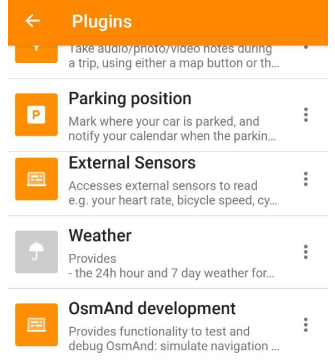 Plugins
Take audio/photo/video notes during
a trip, using either a map button or th...
Parking position
P
Mark where your car is parked, and
notify your calendar when the parkin...
External Sensors
Accesses external sensors to read
e.g. your heart rate, bicycle speed, cy...
Weather
Provides
- the 24h hour and 7 day weather for...
OsmAnd development
Provides functionality to test and
debug OsmAnd: simulate navigation ...